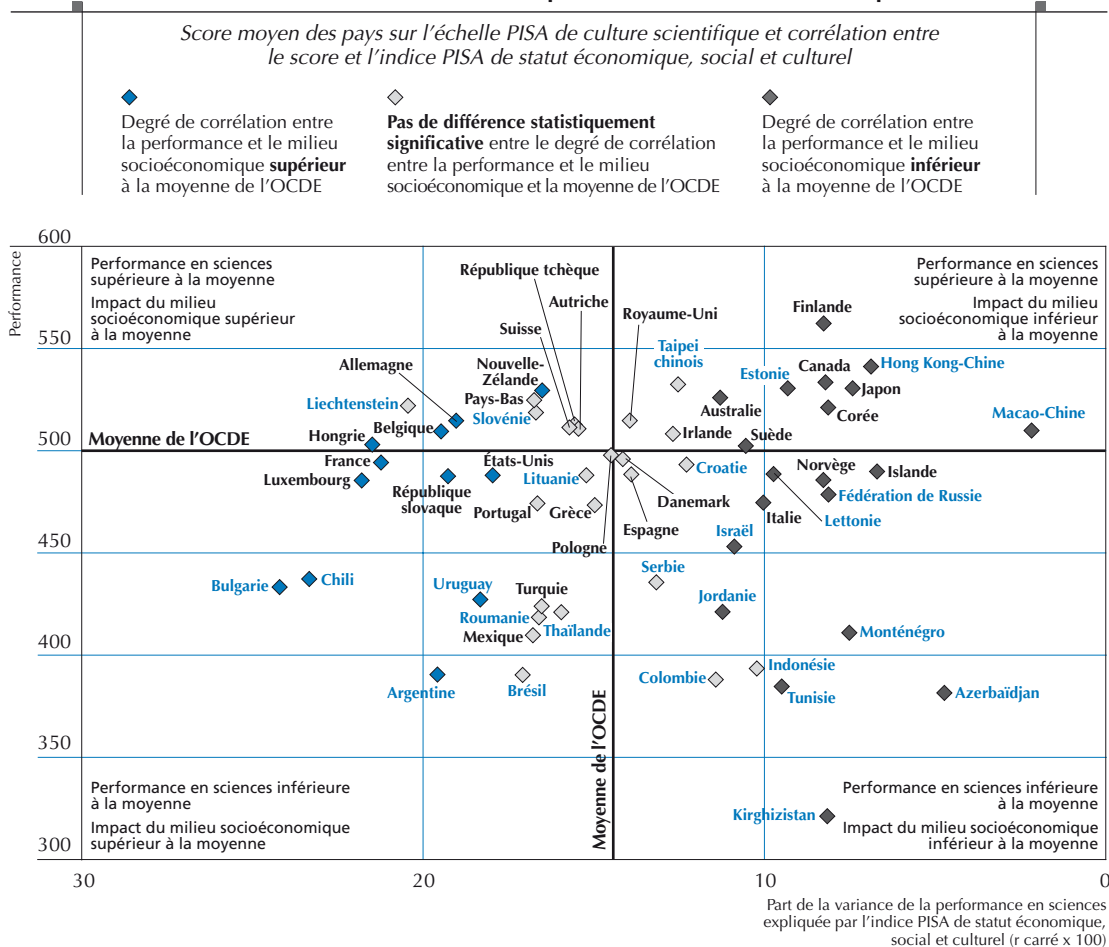 Score moyen des pays sur l'échelle PISA de culture scientifique et corrélation entre
le score et l'indice PISA de statut économique, social et culturel
Degré de corrélation entre
la performance et le milieu
socioéconomique supérieur
à la moyenne de l'OCDE
Pas de différence statistiquement
significative entre le degré de corrélation
entre la performance et le milieu
socioéconomique et la moyenne de l'OCDE
Degré de corrélation entre
la performance et le milieu
socioéconomique inférieur
à la moyenne de l'OCDE
Performance
600
550
500
450
400
350
300
Performance en sciences
supérieure à la moyenne
Impact du milieu
socioéconomique supérieur
à la moyenne
Performance en sciences
supérieure à la moyenne
Impact du milieu
socioéconomique inférieur
à la moyenne
République tchèque
Autriche
Suisse
Royaume-Uni
Finlande
Allemagne
Nouvelle-
Zélande
Taipei
chinois
Estonie
Canada
Hong Kong-Chine
Liechtenstein
Pays-Bas
Slovénie
Japon
Australie
Corée
Macao-Chine
Belgique
Hongrie
Irlande
Suède
Moyenne de l'OCDE
France
Luxembourg
États-Unis
Lituanie
Croatie
Norvège
Islande
République
slovaque
Portugal
Grèce
Danemark
Fédération de Russie
Espagne
Italie
Lettonie
Pologne
Israël
Bulgarie
Chili
Uruguay
Turquie
Serbie
Jordanie
Roumanie
Mexique
Thaïlande
Monténégro
Argentine
Brésil
Colombie
Indonésie
Tunisie
Azerbaïdjan
Moyenne de l'OCDE
Kirghizistan
Performance en sciences inférieure
à la moyenne
Impact du milieu socioéconomique
supérieur à la moyenne
Performance en sciences inférieure
à la moyenne
Impact du milieu socioéconomique
inférieur à la moyenne
30
20
10
0
Part de la variance de la performance en sciences
expliquée par l'indice PISA de statut économique,
social et culturel (r carré x 100)